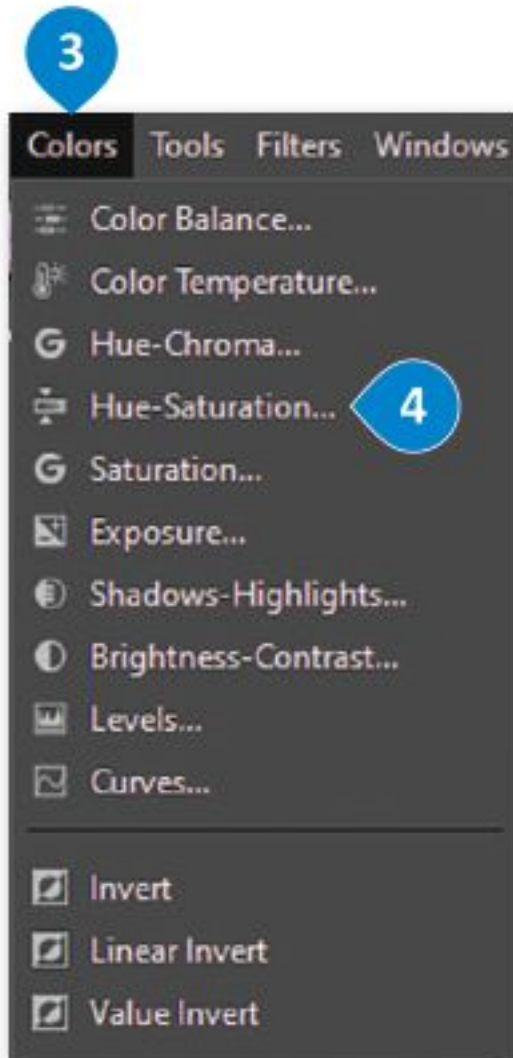 3
Colors Tools Filters Windows
Color Balance...
Color Temperature...
Hue-Chroma...
Hue-Saturation... 4
Saturation...
Exposure...
Shadows-Highlights...
Brightness-Contrast...
Levels...
Curves...
Invert
Linear Invert
Value Invert